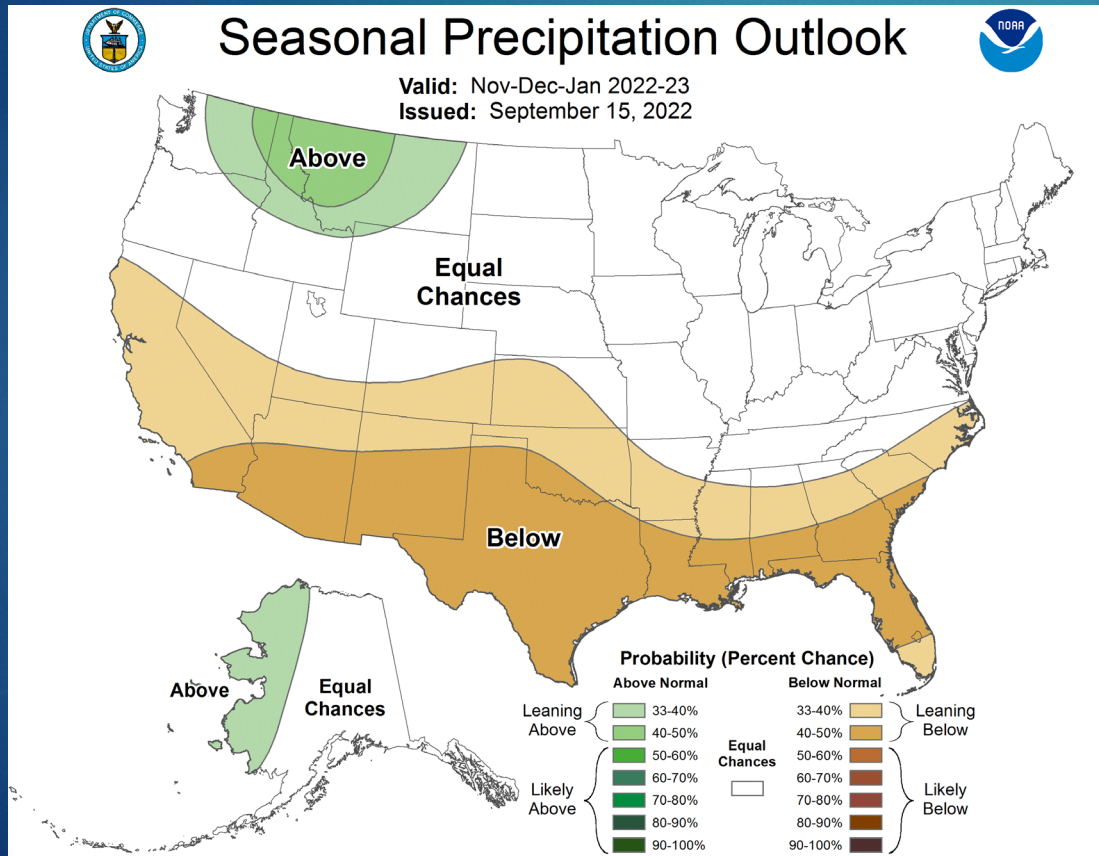 Seasonal Precipitation Outlook
NOAA
Valid: Nov-Dec-Jan 2022-23
Issued: September 15, 2022
Above
Equal
Chances
Below
Above
Equal
Chances
Probability (Percent Chance)
Above Normal
Below Normal
Leaning
Above
33-40%
40-50%
Likely
Above
50-60%
60-70%
70-80%
80-90%
90-100%
Equal
Chances
33-40%
40-50%
Leaning
Below
50-60%
60-70%
70-80%
80-90%
90-100%
Likely
Below